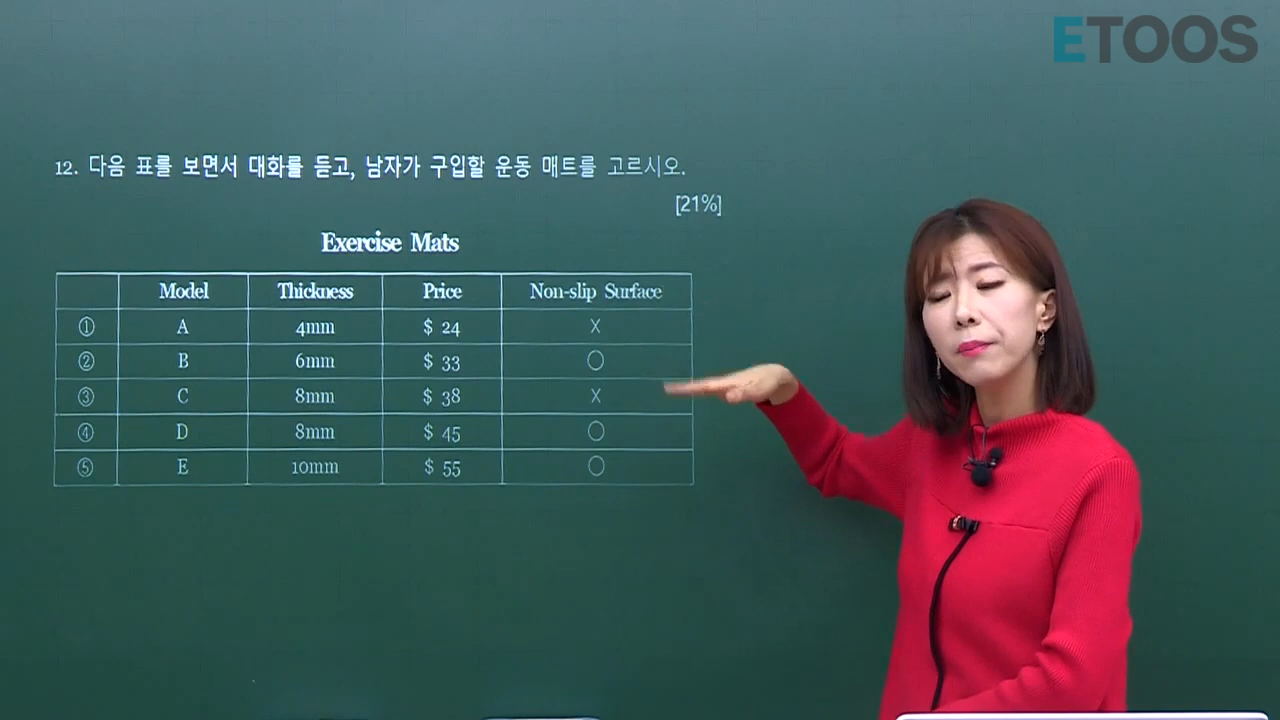 ETOOS
12. 다음 표를 보면서 대화를 듣고, 남자가 구입할 운동 매트를 고르시오.
[21%]
Exercise Mats
Model Thickness Price Non-slip Surface
① A 4mm $ 24 X
② B 6mm $ 33 ○
③ C 8mm $ 38 X
④ D 8mm $ 45 ○
⑤ E 10mm $ 55 ○